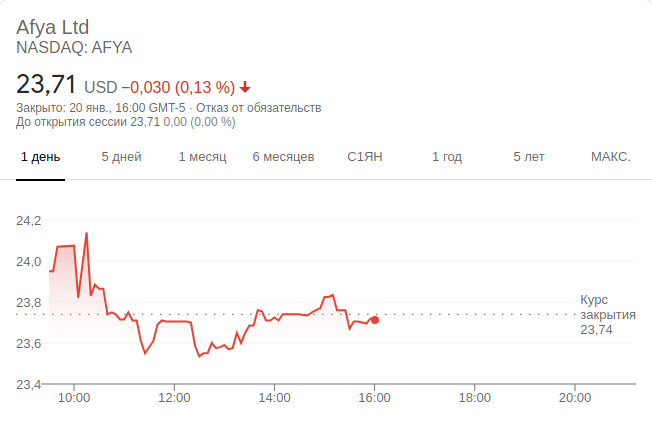 Afya Ltd
NASDAQ: AFYA
23,71 USD −0,030 (0,13 %)
Закрыто: 20 янв., 16:00 GMT-5 · Отказ от обязательств
До открытия сессии 23,71 0,00 (0,00 %)
1 день 5 дней 1 месяц 6 месяцев С1ЯН 1 год 5 лет МАКС.
24,2
24,0
23,8
Курс
закрытия
23,74
23,6
23,4
10:00 12:00 14:00 16:00 18:00 20:00